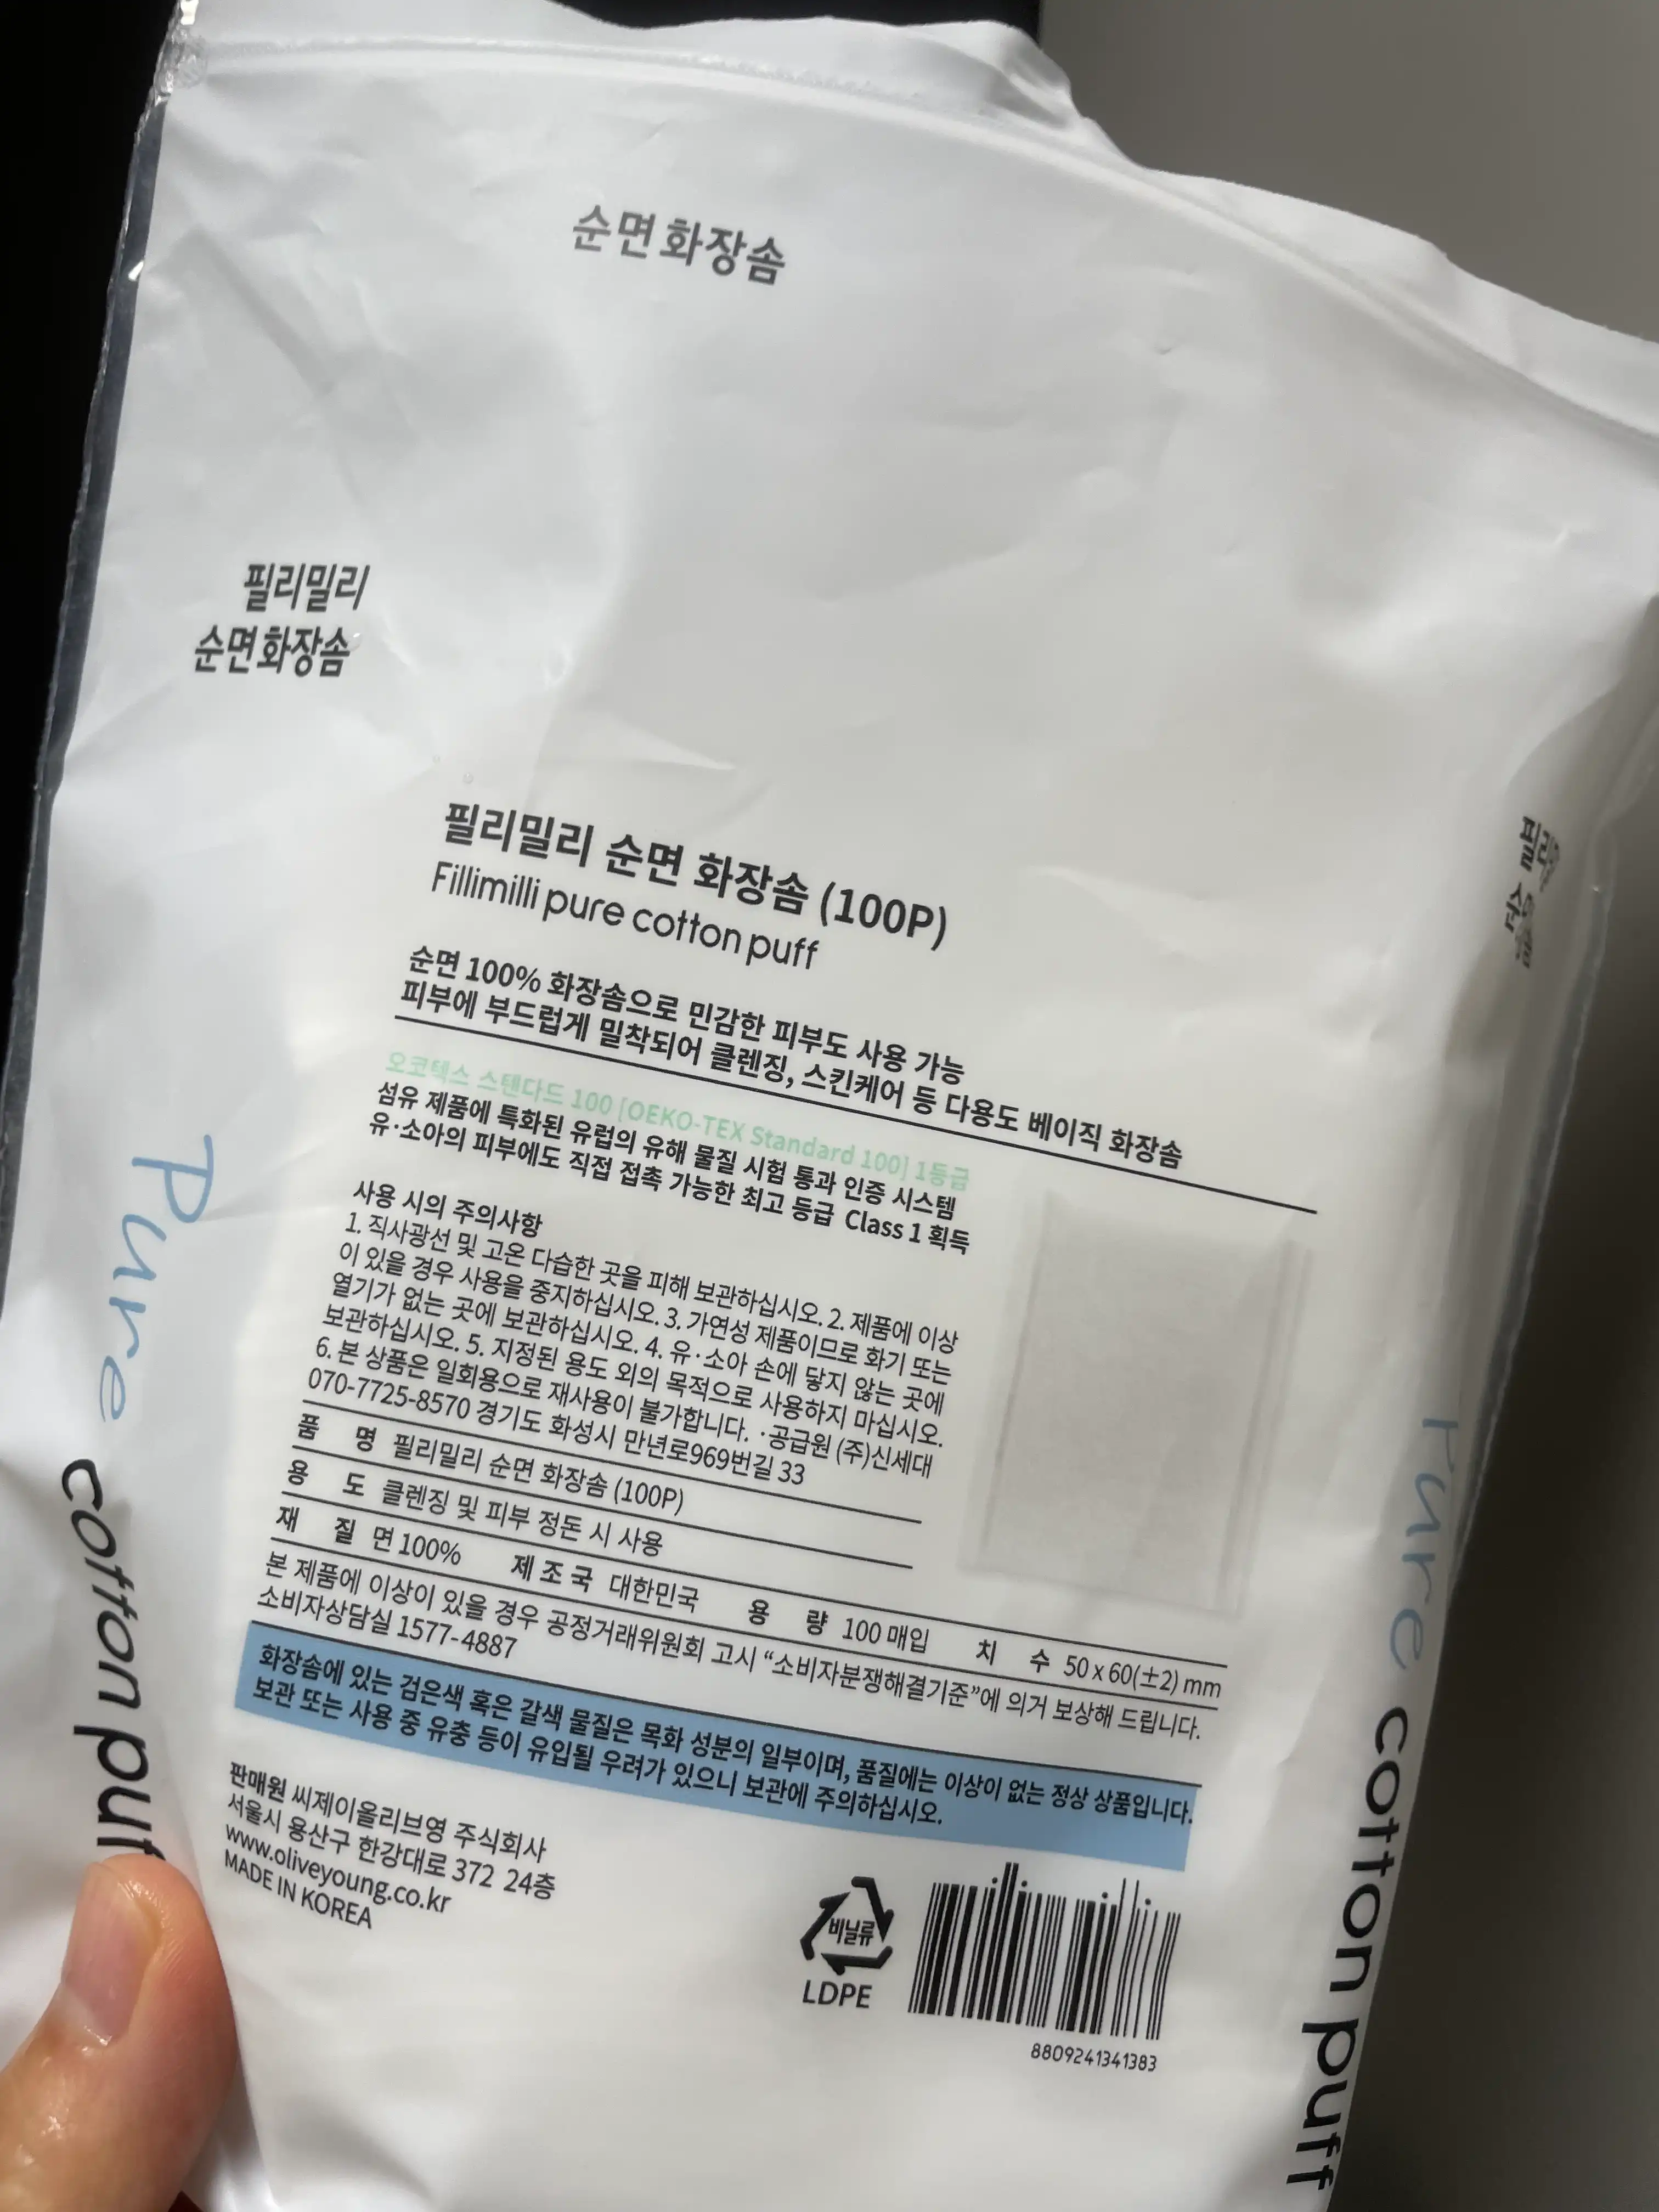 순면화장솜
필리밀리
순면화장솜
필리밀리 순면 화장솜 (100P)
Fillimilli pure cotton puff
순면 100% 화장솜으로 민감한 피부도 사용 가능
피부에 부드럽게 밀착되어 클렌징, 스킨케어 등 다용도 베이직 화장솜
오코텍스 스탠다드 100 [OEKO-TEX Standard 100] 1등급
섬유 제품에 특화된 유럽의 유해 물질 시험 통과 인증 시스템
유·소아의 피부에도 직접 접촉 가능한 최고 등급 Class 1 획득
사용 시의 주의사항
1. 직사광선 및 고온 다습한 곳을 피해 보관하십시오. 2. 제품에 이상
이 있을 경우 사용을 중지하십시오. 3. 가연성 제품이므로 화기 또는
열기가 없는 곳에 보관하십시오. 4. 유·소아 손에 닿지 않는 곳에
보관하십시오. 5. 지정된 용도 외의 목적으로 사용하지 마십시오.
6. 본 상품은 일회용으로 재사용이 불가합니다. ·공급원 (주)신세대
070-7725-8570 경기도 화성시 만년로969번길 33
품 명 필리밀리 순면 화장솜 (100P)
용 도 클렌징 및 피부 정돈 시 사용
재 질 면 100% 제조국 대한민국 용 량 100 매입 치 수 50 x 60(±2) mm
본 제품에 이상이 있을 경우 공정거래위원회 고시 “소비자분쟁해결기준”에 의거 보상해 드립니다.
소비자상담실 1577-4887
화장솜에 있는 검은색 혹은 갈색 물질은 목화 성분의 일부이며, 품질에는 이상이 없는 정상 상품입니다.
보관 또는 사용 중 유충 등이 유입될 우려가 있으니 보관에 주의하십시오.
판매원 씨제이올리브영 주식회사
서울시 용산구 한강대로 372 24층
www.oliveyoung.co.kr
MADE IN KOREA
비닐류
LDPE
8809241341383
Pure cotton puff
Pure cotton puff